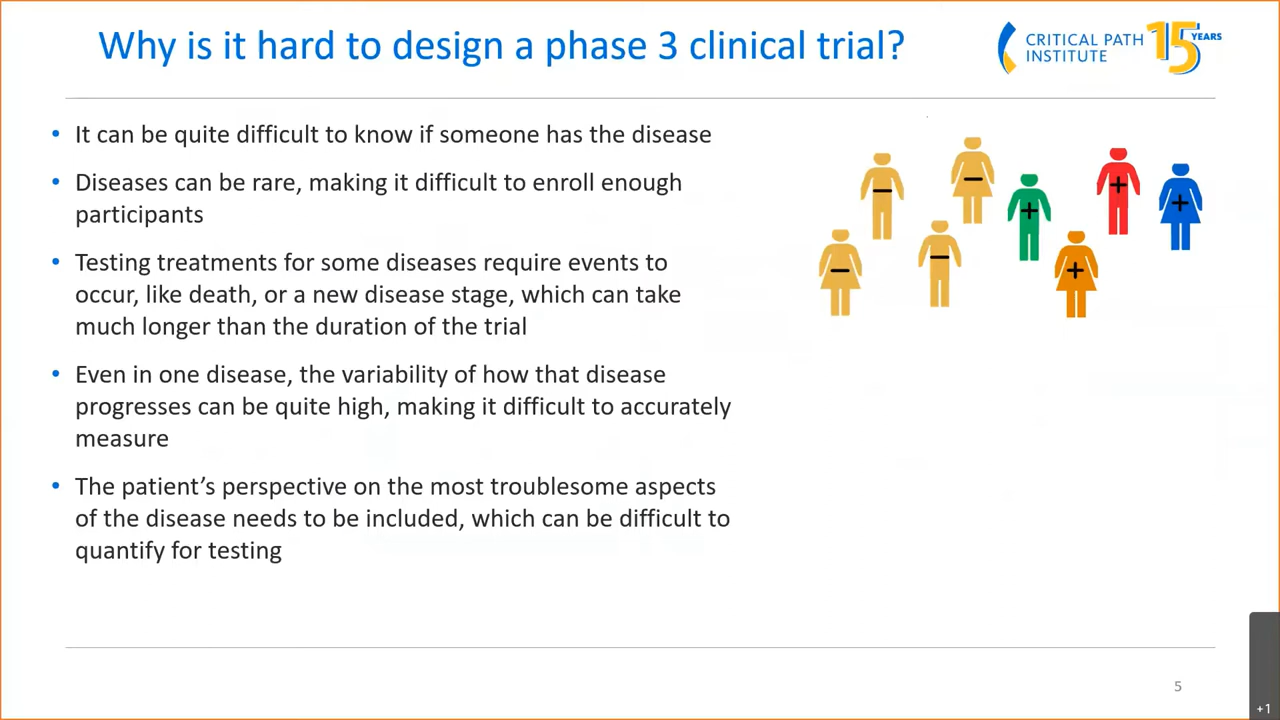 Why is it hard to design a phase 3 clinical trial?
CRITICAL PATH
INSTITUTE
15 YEARS
• It can be quite difficult to know if someone has the disease
• Diseases can be rare, making it difficult to enroll enough
participants
• Testing treatments for some diseases require events to
occur, like death, or a new disease stage, which can take
much longer than the duration of the trial
• Even in one disease, the variability of how that disease
progresses can be quite high, making it difficult to accurately
measure
• The patient’s perspective on the most troublesome aspects
of the disease needs to be included, which can be difficult to
quantify for testing
5
+1